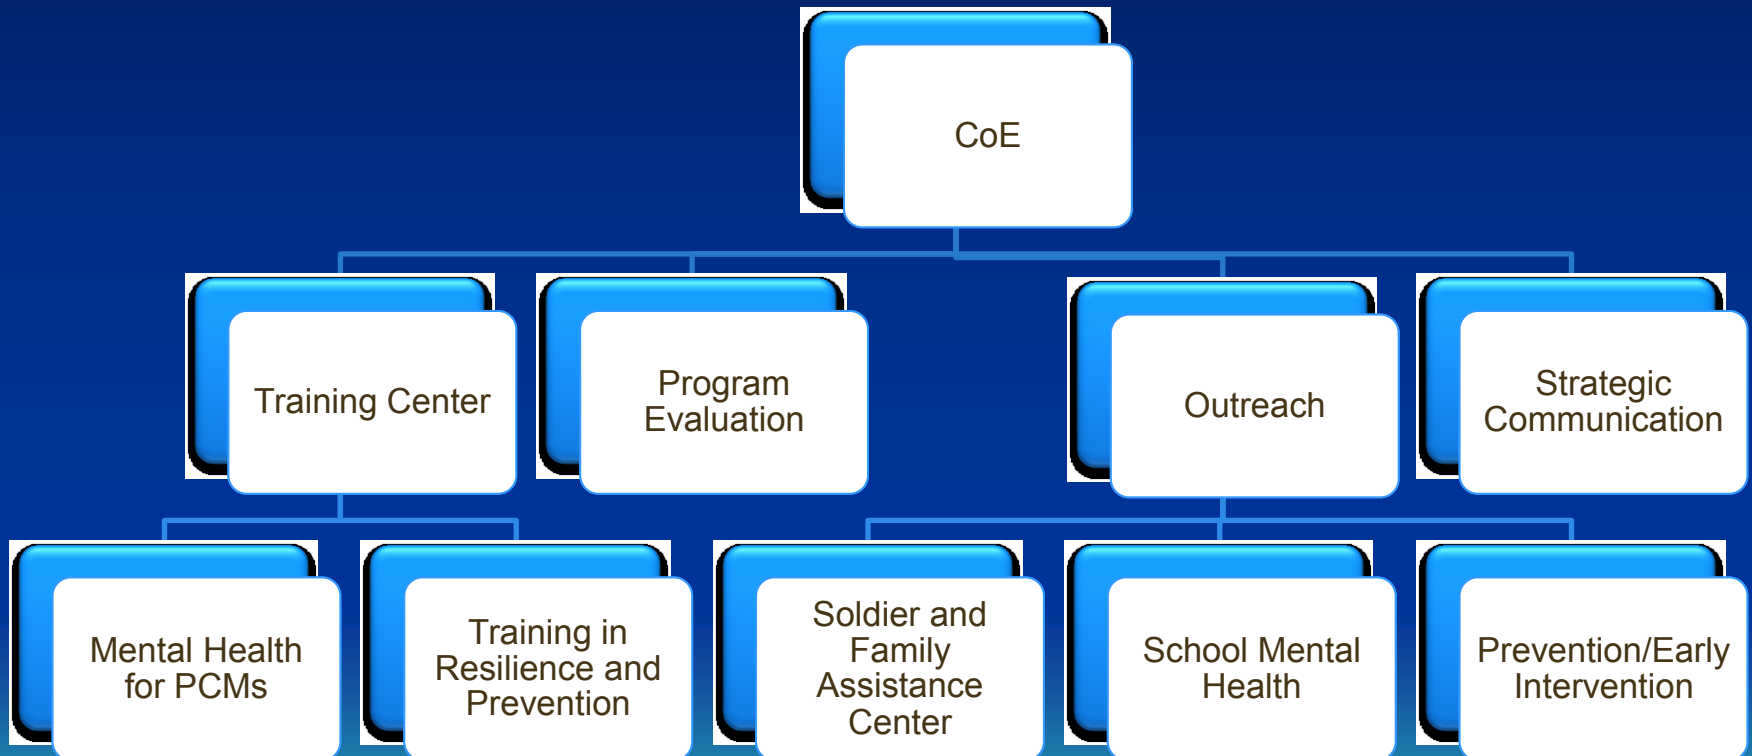 CoE
Training Center
Program
Evaluation
Outreach
Strategic
Communication
Mental Health
for PCMs
Training in
Resilience and
Prevention
Soldier and
Family
Assistance
Center
School Mental
Health
Prevention/Early
Intervention